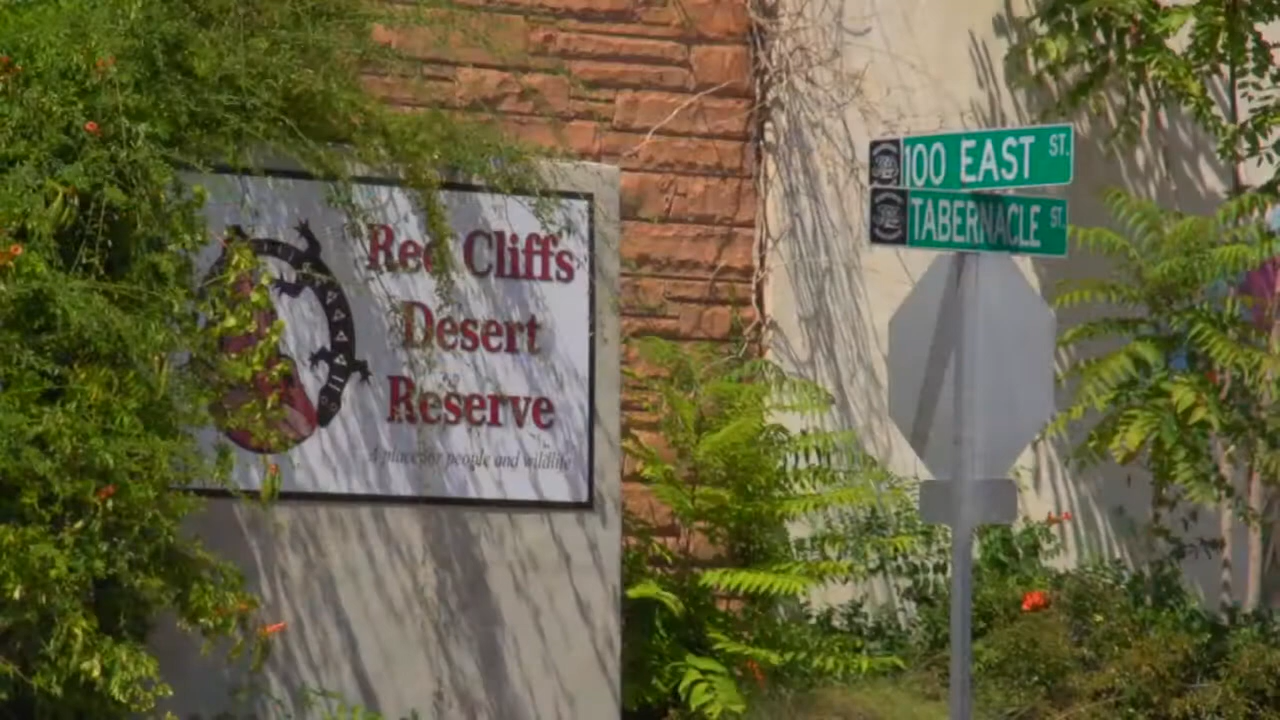 Red Cliffs
Desert
Reserve
A place for people and wildlife
100 EAST ST.
TABERNACLE ST.